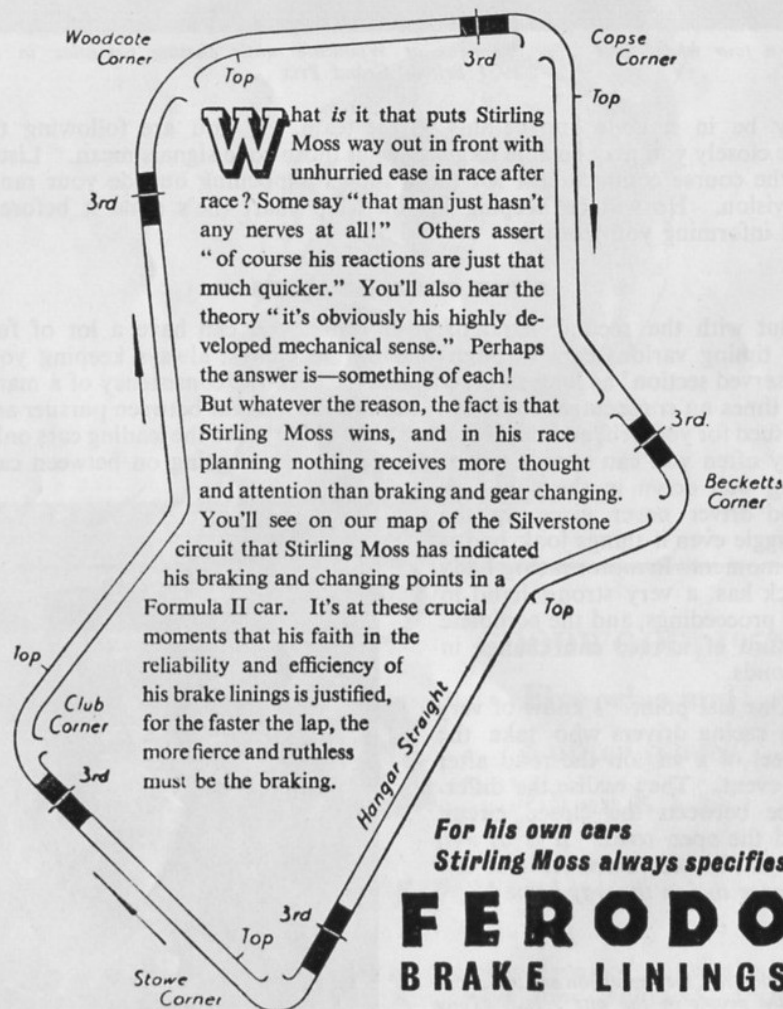 Woodcote
Corner
Top
3rd
Copse
Corner
Top
3rd
What is it that puts Stirling
Moss way out in front with
unhurried ease in race after
race? Some say “that man just hasn't
any nerves at all!” Others assert
“of course his reactions are just that
much quicker.” You'll also hear the
theory “it's obviously his highly de-
veloped mechanical sense.” Perhaps
the answer is—something of each!
But whatever the reason, the fact is that
Stirling Moss wins, and in his race
planning nothing receives more thought
and attention than braking and gear changing.
You'll see on our map of the Silverstone
circuit that Stirling Moss has indicated
his braking and changing points in a
Formula II car. It's at these crucial
moments that his faith in the
reliability and efficiency of
his brake linings is justified,
for the faster the lap, the
more fierce and ruthless
must be the braking.
3rd.
Becketts
Corner
Top
Top
Club
Corner
3rd
Hangar Straight
3rd
Top
Stowe
Corner
For his own cars
Stirling Moss always specifies
FERODO
BRAKE LININGS